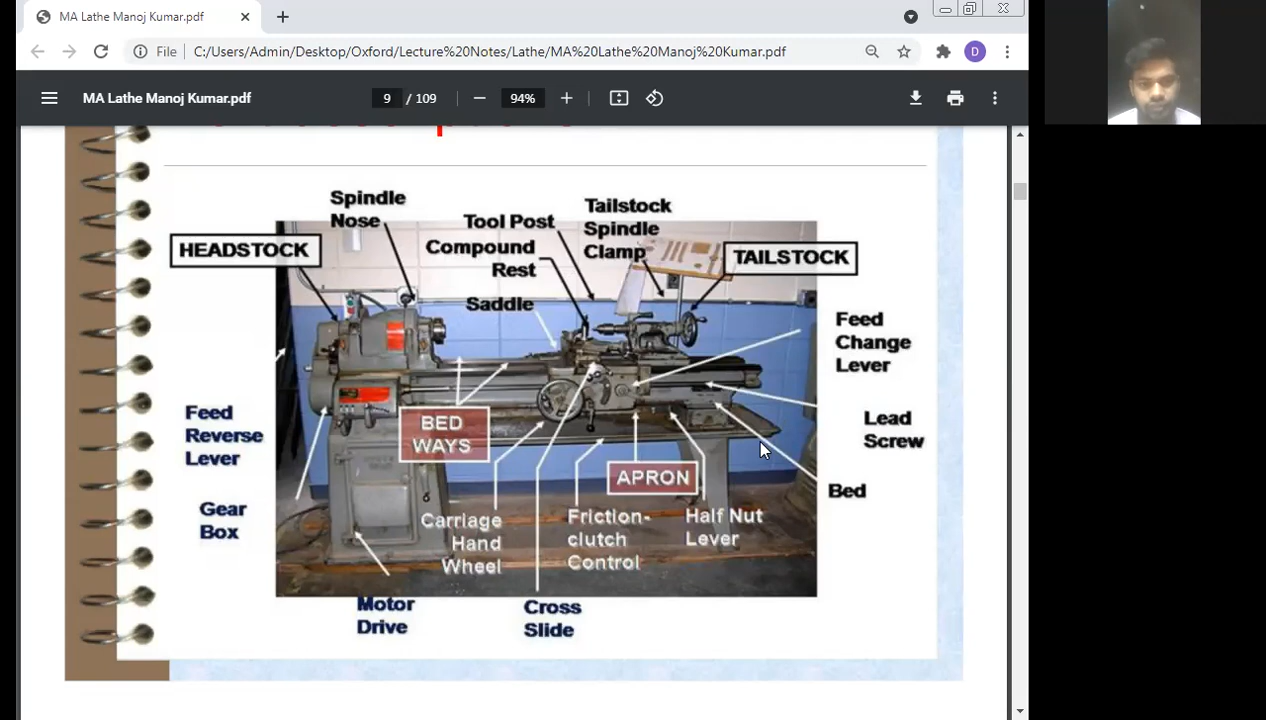 MA Lathe Manoj Kumar.pdf
File
C:/Users/Admin/Desktop/Oxford/Lecture%20Notes/Lathe/MA%20Lathe%20Manoj%20Kumar.pdf
D
MA Lathe Manoj Kumar.pdf
9 / 109
94%
Spindle
Nose
Tool Post
Tailstock
Spindle
Clamp
HEADSTOCK
Compound
Rest
TAILSTOCK
Saddle
Feed
Change
Lever
Feed
Reverse
Lever
BED
WAYS
Lead
Screw
APRON
Bed
Gear
Box
Carriage
Hand
Wheel
Friction-
clutch
Control
Half Nut
Lever
Motor
Drive
Cross
Slide